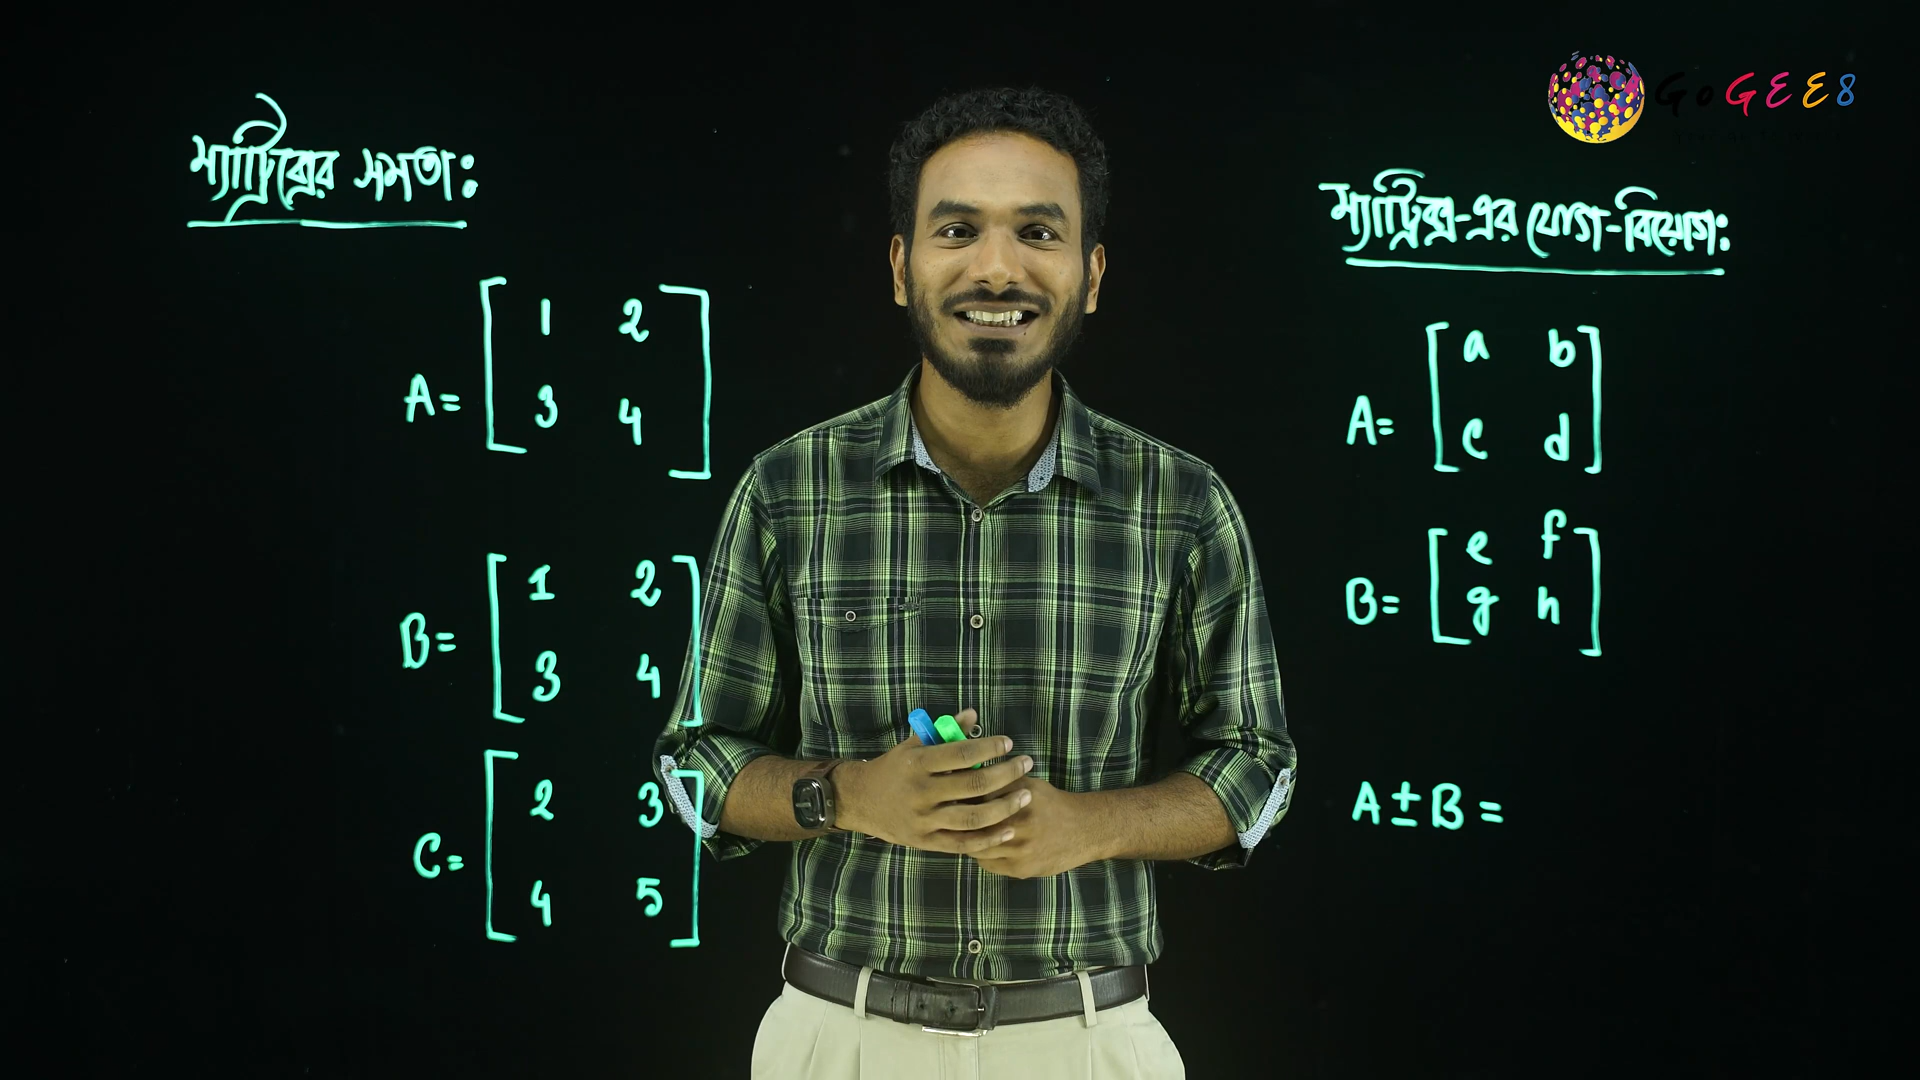 ম্যাট্রিক্সের সমতা:
A= [ 1 2
3 4 ]
B= [ 1 2
3 4 ]
C= [ 2 3
4 5 ]
GoGEE8
ম্যাট্রিক্স-এর যোগ-বিয়োগ:
A= [ a b
c d ]
B= [ e f
g h ]
A ± B =